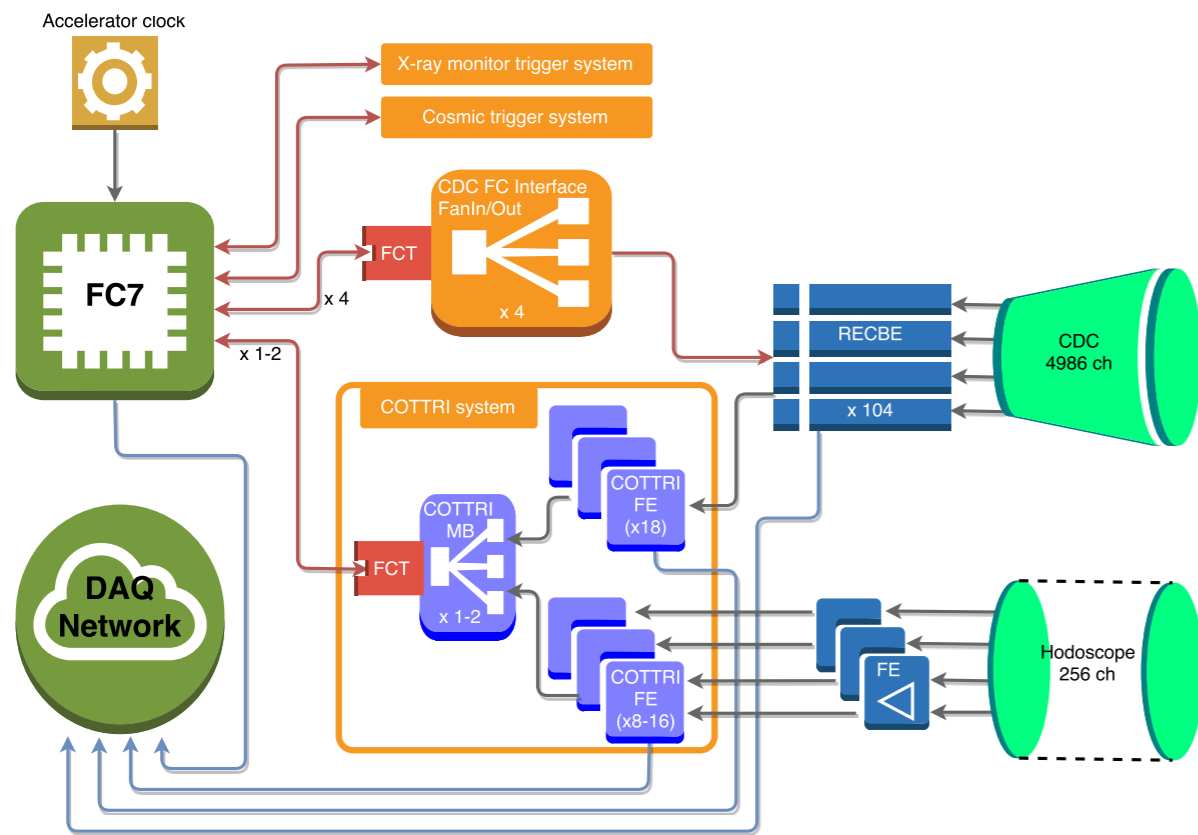 Accelerator clock
X-ray monitor trigger system
Cosmic trigger system
CDC FC Interface
FanIn/Out
FCT
x 4
x 4
FC7
x 1-2
RECBE
x 104
CDC
4986 ch
COTTRI system
COTTRI
FE
(x18)
COTTRI
MB
FCT
x 1-2
DAQ
Network
COTTRI
FE
(x8-16)
FE
Hodoscope
256 ch